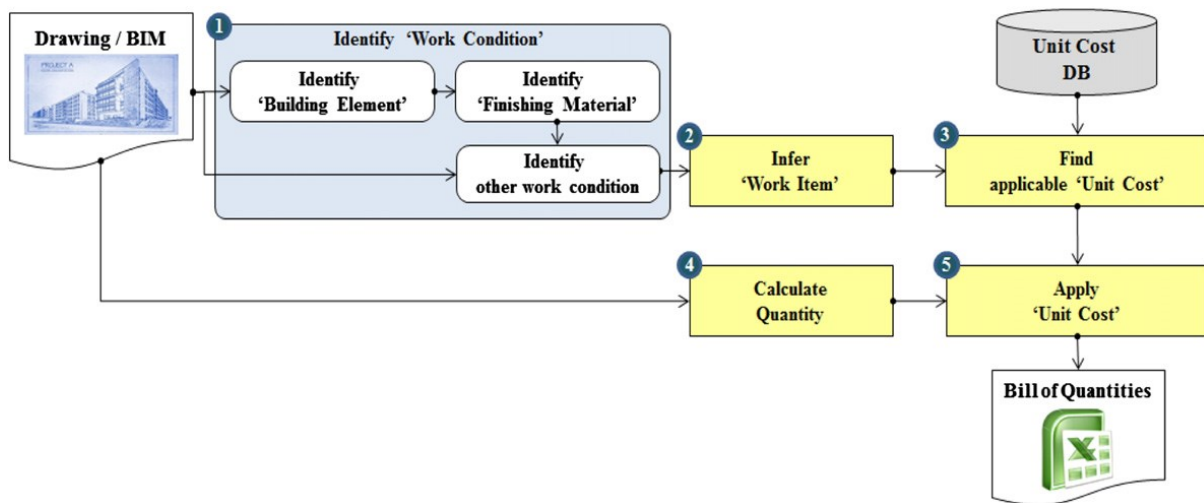 Drawing / BIM
PROJECT A
1
Identify ‘Work Condition’
Identify
‘Building Element’
Identify
‘Finishing Material’
Identify
other work condition
Unit Cost
DB
2
Infer
‘Work Item’
3
Find
applicable ‘Unit Cost’
4
Calculate
Quantity
5
Apply
‘Unit Cost’
Bill of Quantities
X